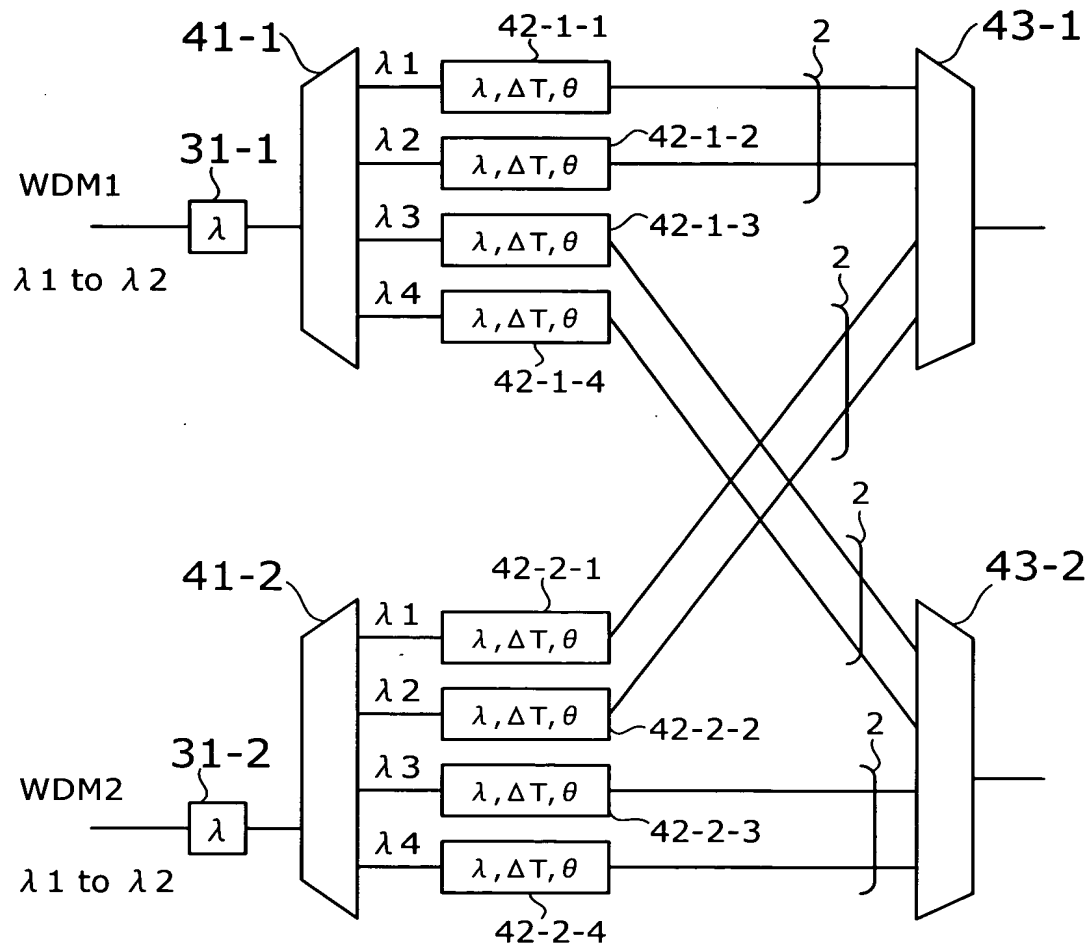 41-1
42-1-1
2
43-1
λ1
λ, ΔT, θ
31-1
λ2
λ, ΔT, θ
42-1-2
WDM1
λ
λ3
λ, ΔT, θ
42-1-3
λ1 to λ2
λ4
λ, ΔT, θ
2
42-1-4
2
41-2
42-2-1
43-2
λ1
λ, ΔT, θ
λ2
λ, ΔT, θ
42-2-2
2
31-2
WDM2
λ
λ3
λ, ΔT, θ
42-2-3
λ1 to λ2
λ4
λ, ΔT, θ
42-2-4